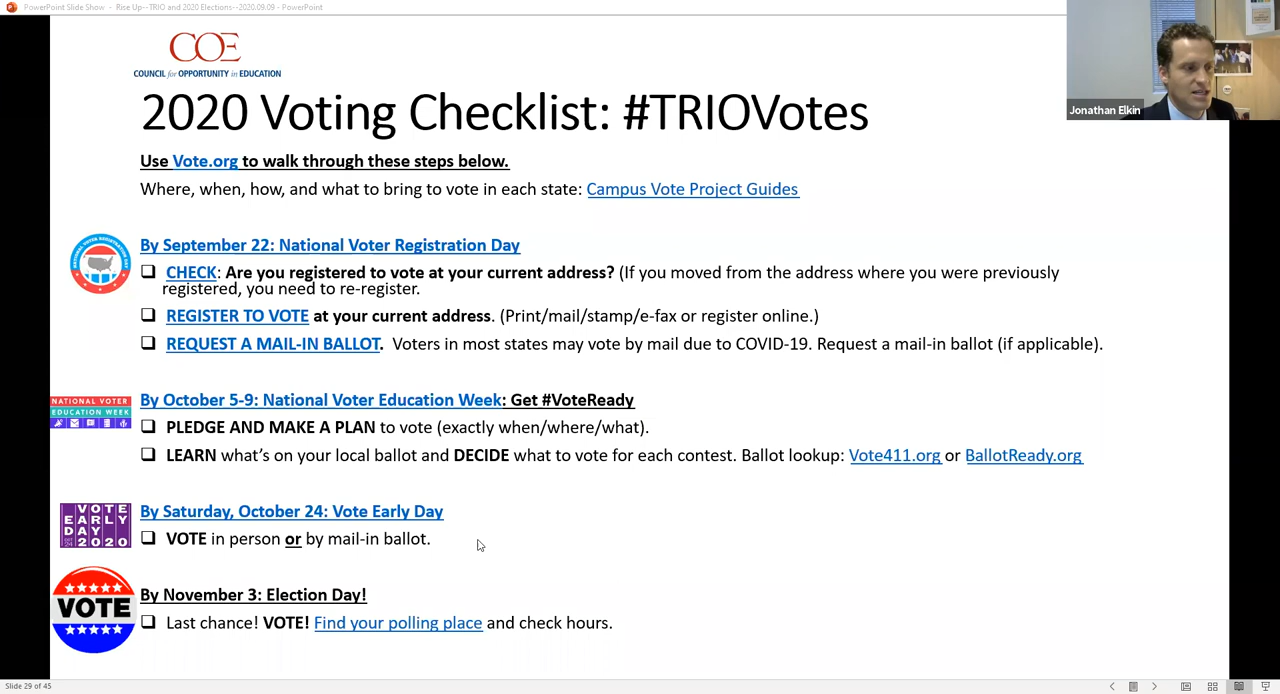 PowerPoint Slide Show - Rise Up--TRIO and 2020 Elections--2020.09.09 - PowerPoint
COE
COUNCIL for OPPORTUNITY in EDUCATION
Jonathan Elkin
2020 Voting Checklist: #TRIOVotes
Use Vote.org to walk through these steps below.
Where, when, how, and what to bring to vote in each state: Campus Vote Project Guides
NATIONAL VOTER REGISTRATION DAY
By September 22: National Voter Registration Day
❑ CHECK: Are you registered to vote at your current address? (If you moved from the address where you were previously
registered, you need to re-register.
❑ REGISTER TO VOTE at your current address. (Print/mail/stamp/e-fax or register online.)
❑ REQUEST A MAIL-IN BALLOT. Voters in most states may vote by mail due to COVID-19. Request a mail-in ballot (if applicable).
NATIONAL VOTER
EDUCATION WEEK
By October 5-9: National Voter Education Week: Get #VoteReady
❑ PLEDGE AND MAKE A PLAN to vote (exactly when/where/what).
❑ LEARN what's on your local ballot and DECIDE what to vote for each contest. Ballot lookup: Vote411.org or BallotReady.org
VOTE
EARLY
DAY
2020
By Saturday, October 24: Vote Early Day
❑ VOTE in person or by mail-in ballot.
VOTE
By November 3: Election Day!
❑ Last chance! VOTE! Find your polling place and check hours.
Slide 29 of 45